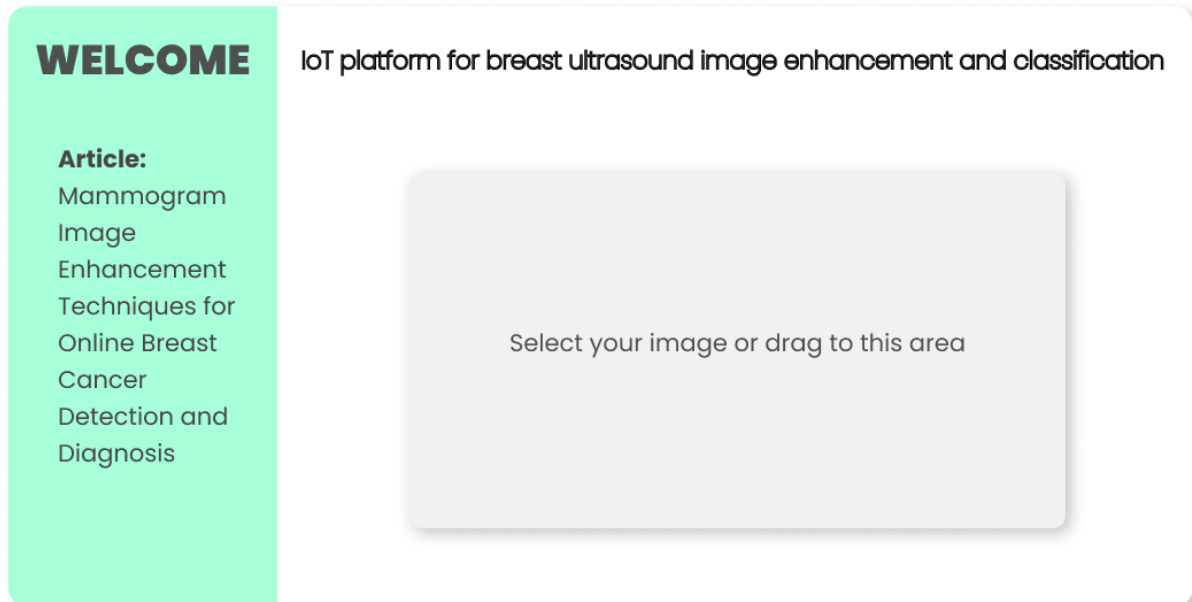 WELCOME
IoT platform for breast ultrasound image enhancement and classification
Article:
Mammogram
Image
Enhancement
Techniques for
Online Breast
Cancer
Detection and
Diagnosis
Select your image or drag to this area